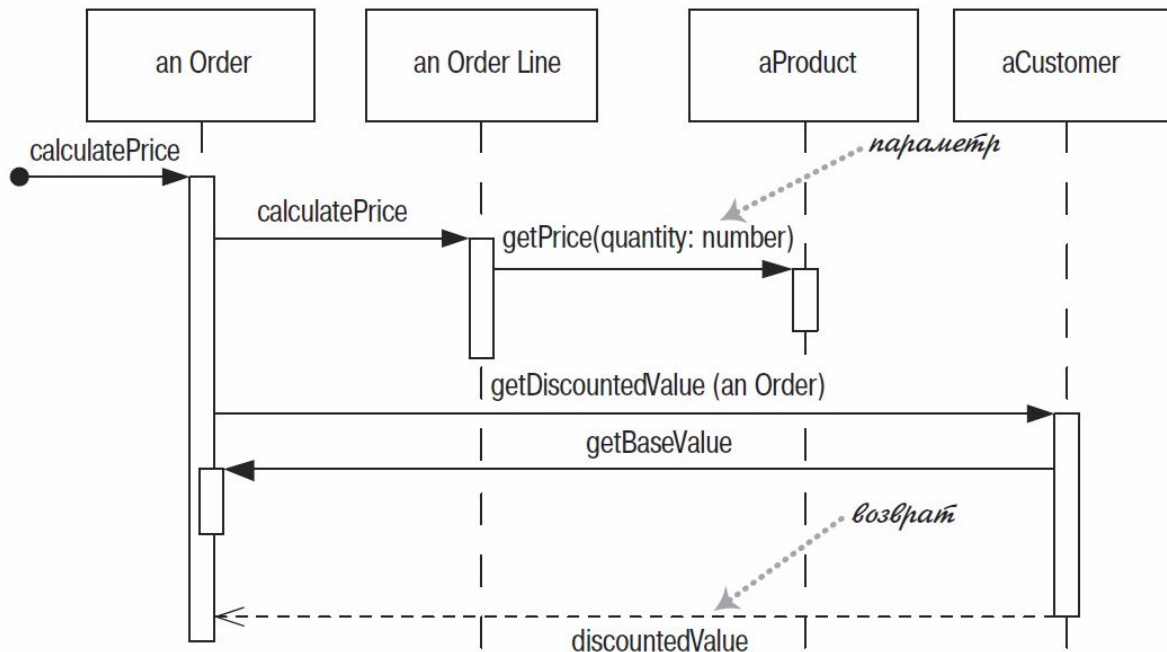 an Order
an Order Line
aProduct
aCustomer
calculatePrice
параметр
calculatePrice
getPrice(quantity: number)
getDiscountedValue (an Order)
getBaseValue
возврат
discountedValue